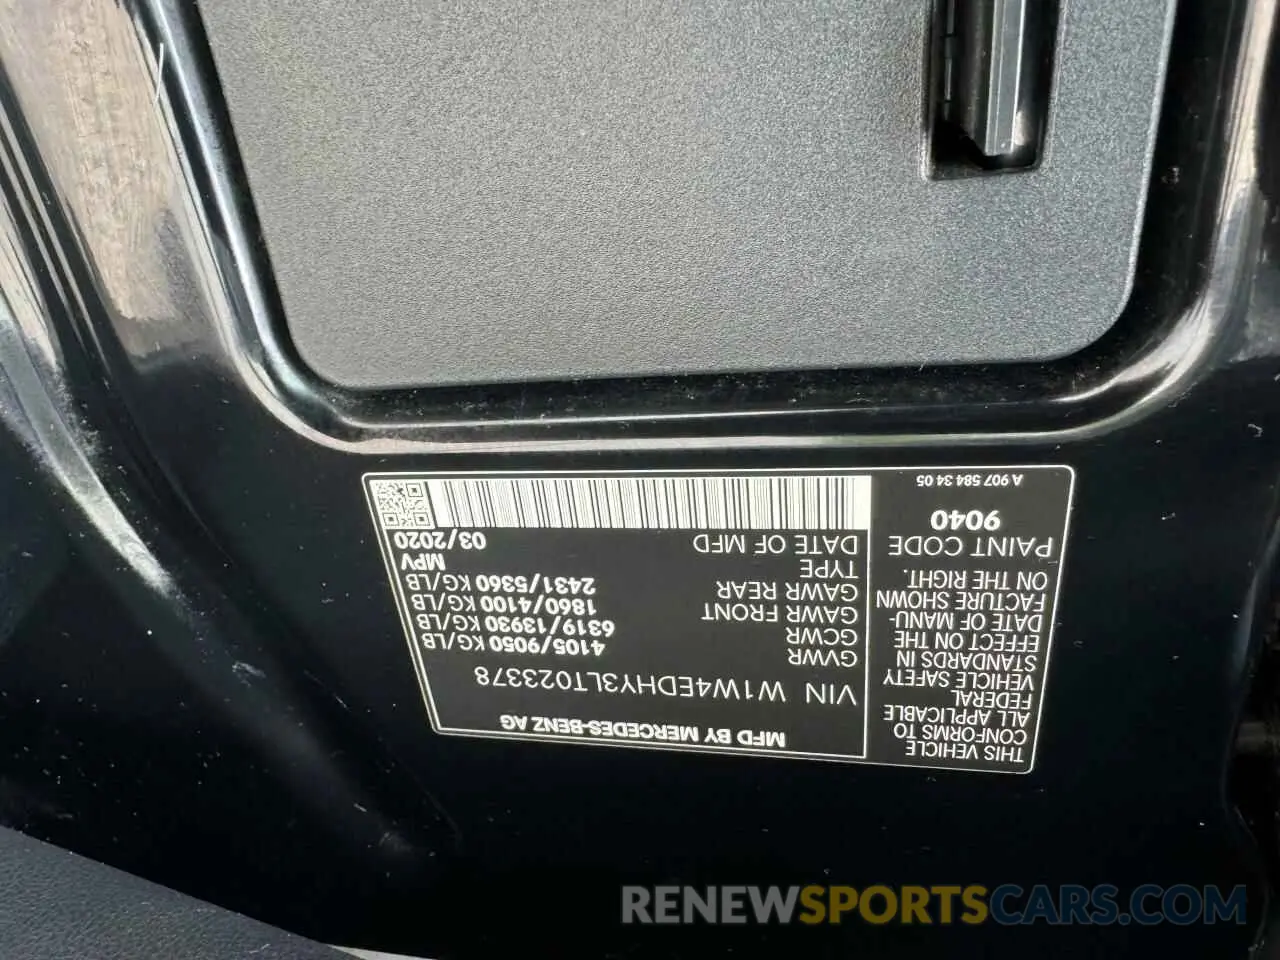 MFD BY MERCEDES-BENZ AG
VIN W1W4EDHY3LT023378
GVWR 4105/9050 KG/LB
GCWR 6319/13930 KG/LB
GAWR FRONT 1860/4100 KG/LB
GAWR REAR 2431/5360 KG/LB
TYPE MPV
DATE OF MFD 03/2020
THIS VEHICLE
CONFORMS TO
ALL APPLICABLE
FEDERAL
VEHICLE SAFETY
STANDARDS IN
EFFECT ON THE
DATE OF MANU-
FACTURE SHOWN
ON THE RIGHT.
PAINT CODE
9040
A 907 584 34 05
RENEWSPORTSCARS.COM